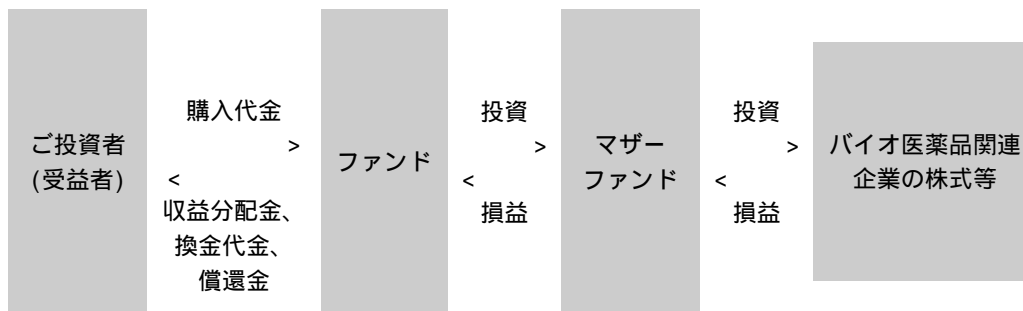 ご投資者
(受益者)
購入代金
>
<
収益分配金、
換金代金、
償還金
ファンド
投資
>
<
損益
マザー
ファンド
投資
>
<
損益
バイオ医薬品関連
企業の株式等